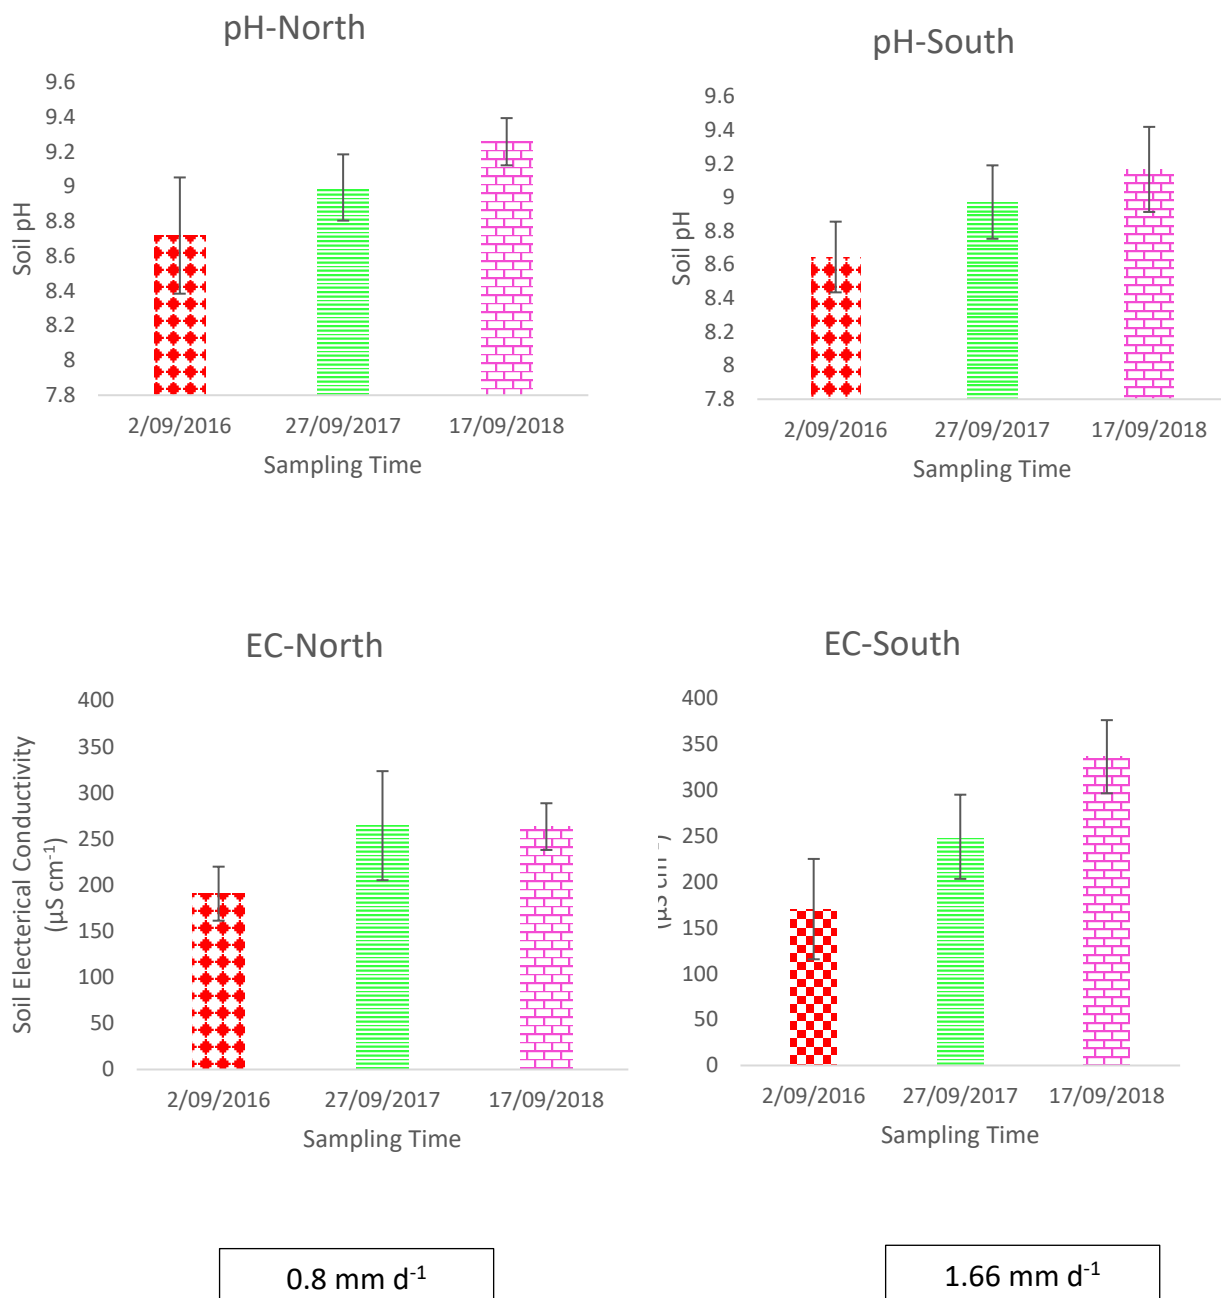 pH-North
9.6
9.4
9.2
9
8.8
8.6
8.4
8.2
8
7.8
Soil pH
2/09/2016 27/09/2017 17/09/2018
Sampling Time
pH-South
9.6
9.4
9.2
9
8.8
8.6
8.4
8.2
8
7.8
Soil pH
2/09/2016 27/09/2017 17/09/2018
Sampling Time
EC-North
400
350
300
250
200
150
100
50
0
Soil Electerical Conductivity
(µS cm⁻¹)
2/09/2016 27/09/2017 17/09/2018
Sampling Time
EC-South
400
350
300
250
200
150
100
50
0
(µS cm⁻¹)
2/09/2016 27/09/2017 17/09/2018
Sampling Time
0.8 mm d⁻¹
1.66 mm d⁻¹